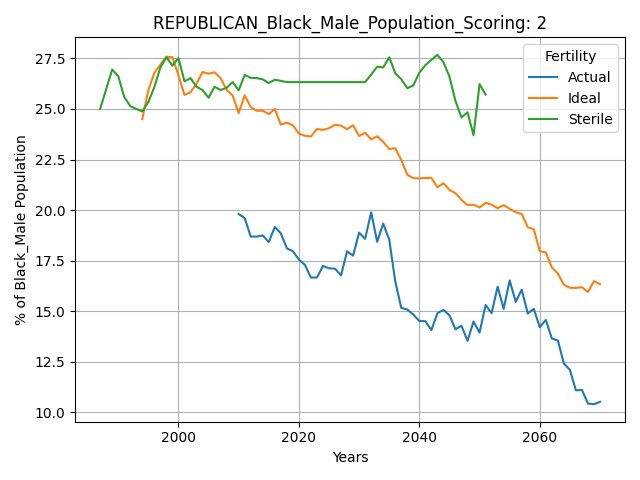 REPUBLICAN_Black_Male_Population_Scoring: 2
% of Black_Male Population
27.5
25.0
22.5
20.0
17.5
15.0
12.5
10.0
Fertility
Actual
Ideal
Sterile
2000
2020
2040
2060
Years